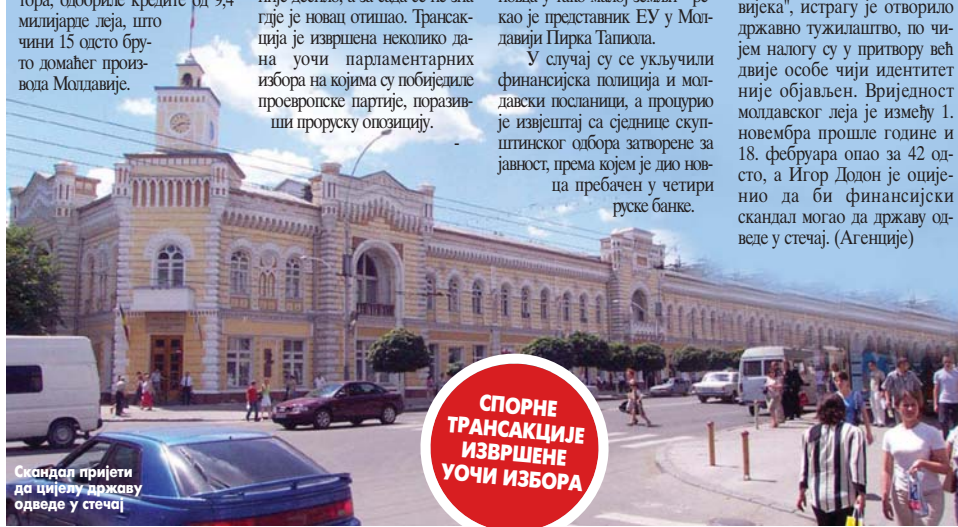 тора, одобриле кредите од 9,4
милијарде леја, што
чини 15 одсто бру-
то домаћег произ-
вода Молдавије.
гдје је новац отишао. Трансак-
ција је извршена неколико да-
на уочи парламентарних
избора на којима су побиједиле
проевропске партије, поразив-
ши проруску опозицију.
-
као је представник ЕУ у Мол-
давији Пирка Тапиола.
У случај су се укључили
финансијска полиција и мол-
давски посланици, а процурио
је извјештај са сједнице скуп-
штинског одбора затворене за
јавност, према којем је дио нов-
ца пребачен у четири
руске банке.
вијека", истрагу је отворило
државно тужилаштво, по чи-
јем налогу су у притвору већ
двије особе чији идентитет
није објављен. Вриједност
молдавског леја је између 1.
новембра прошле године и
18. фебруара опао за 42 од-
сто, а Игор Додон је оције-
нио да би финансијски
скандал могао да државу од-
веде у стечај. (Агенције)
СПОРНЕ
ТРАНСАКЦИЈЕ
ИЗВРШЕНЕ
УОЧИ ИЗБОРА
Скандал пријети
да цијелу државу
одведе у стечај